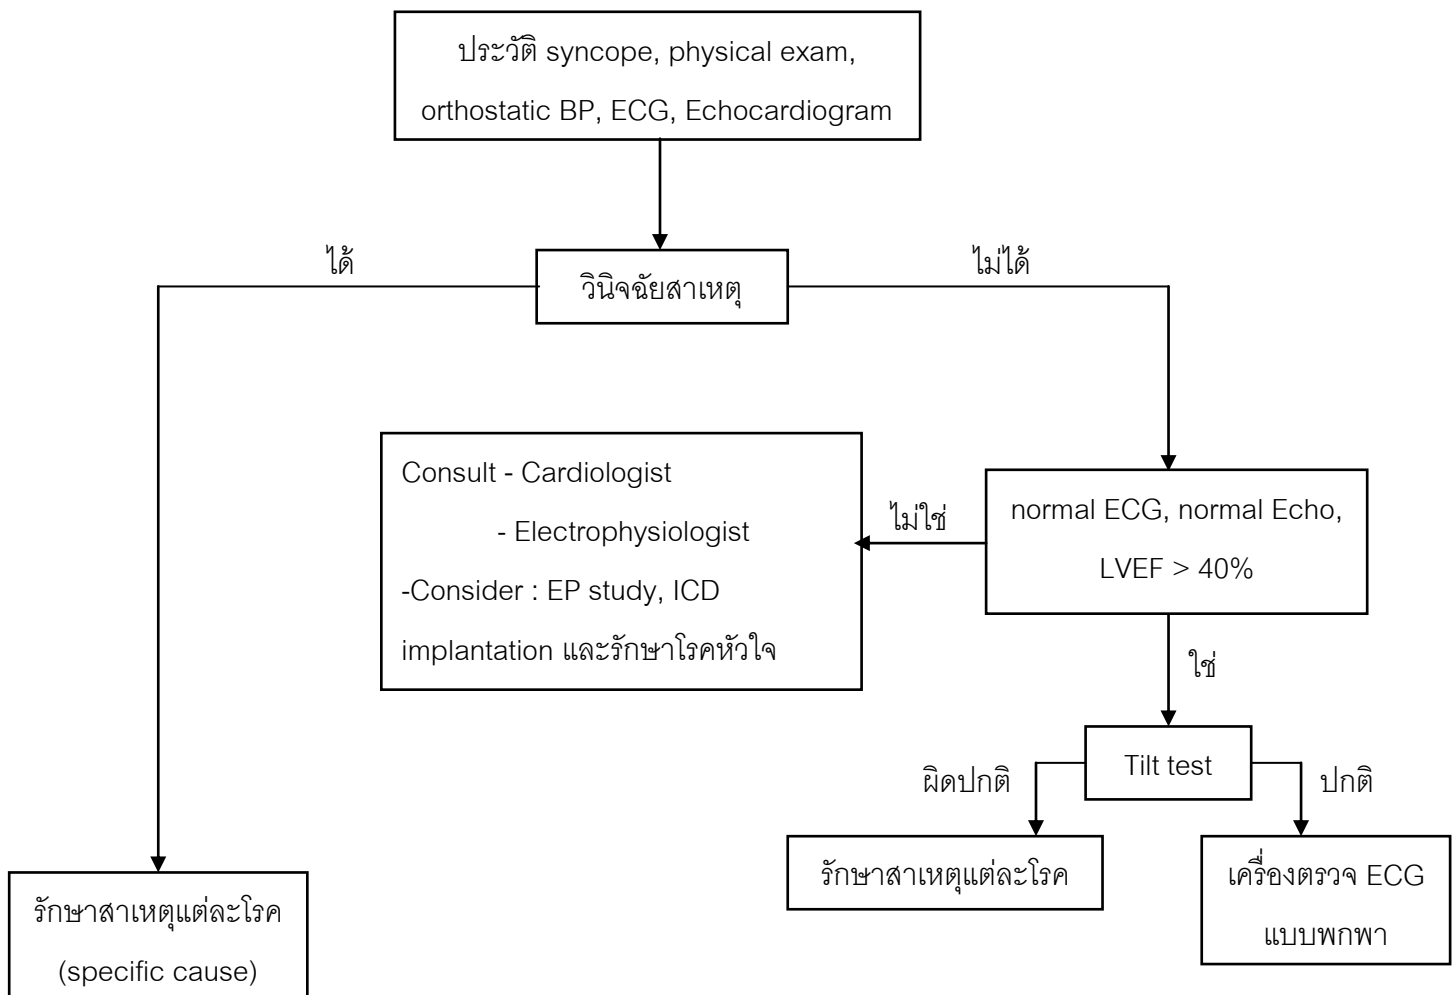 ประวัติ syncope, physical exam,
orthostatic BP, ECG, Echocardiogram
ได้
วินิจฉัยสาเหตุ
ไม่ได้
Consult - Cardiologist
- Electrophysiologist
-Consider : EP study, ICD
implantation และรักษาโรคหัวใจ
ไม่ใช่
normal ECG, normal Echo,
LVEF > 40%
ใช่
Tilt test
ผิดปกติ
ปกติ
รักษาสาเหตุแต่ละโรค
เครื่องตรวจ ECG
แบบพกพา
รักษาสาเหตุแต่ละโรค
(specific cause)